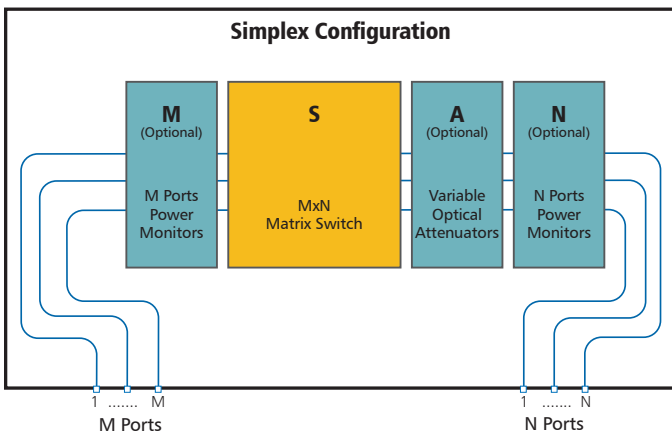 Simplex Configuration
M
(Optional)
M Ports
Power
Monitors
S
MxN
Matrix Switch
A
(Optional)
Variable
Optical
Attenuators
N
(Optional)
N Ports
Power
Monitors
1 ....... M
M Ports
1 ....... N
N Ports